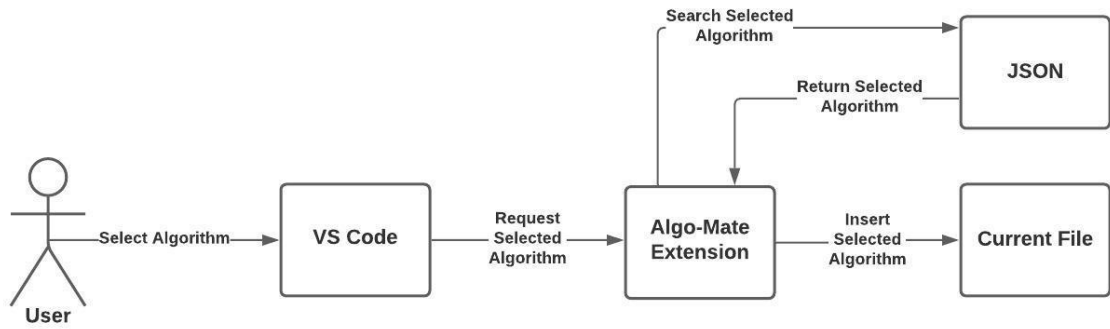 Search Selected
Algorithm
JSON
Return Selected
Algorithm
Select Algorithm
VS Code
Request
Selected
Algorithm
Algo-Mate
Extension
Insert
Selected
Algorithm
Current File
User